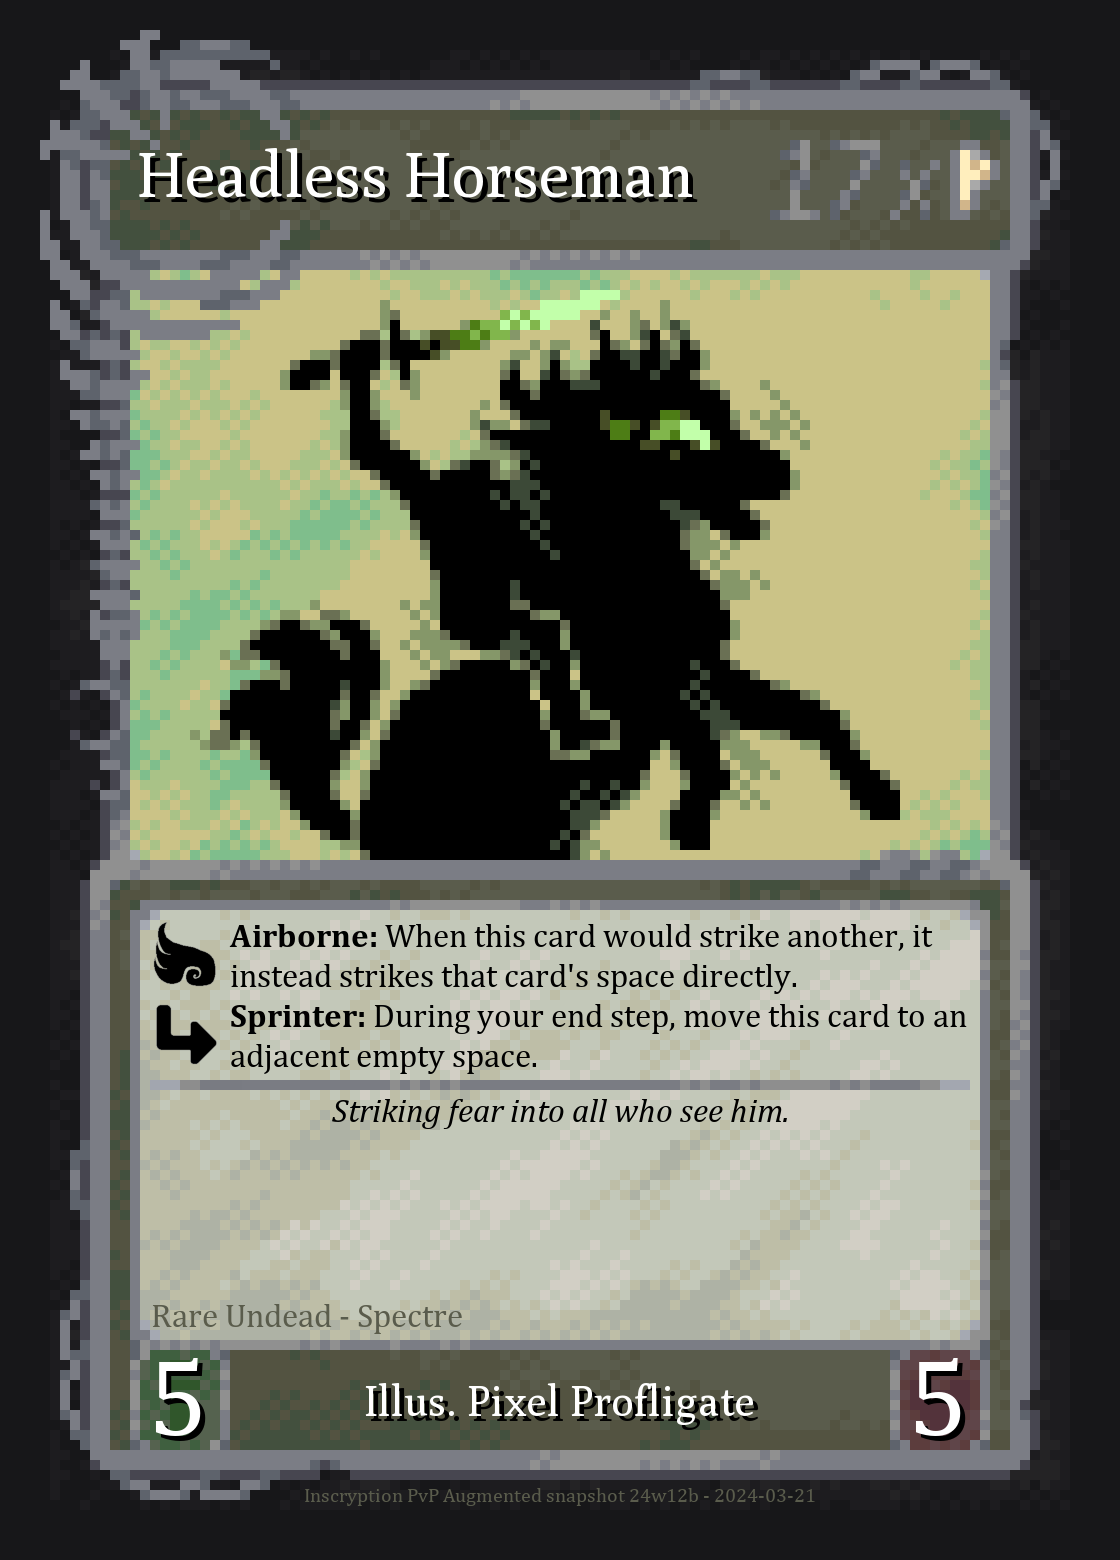 Headless Horseman 17x
Airborne: When this card would strike another, it
instead strikes that card's space directly.
Sprinter: During your end step, move this card to an
adjacent empty space.
Striking fear into all who see him.
Rare Undead - Spectre
5 Illus. Pixel Profligate 5
Inscryption PvP Augmented snapshot 24w12b - 2024-03-21